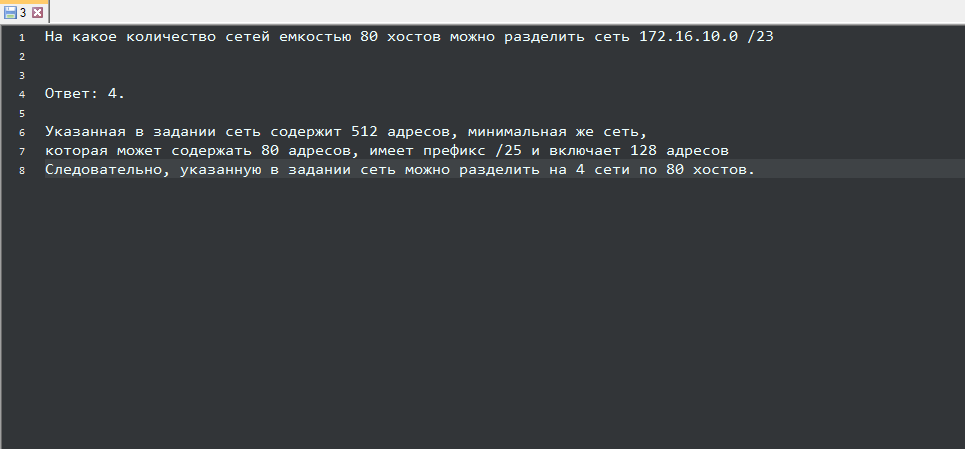 3
1 На какое количество сетей емкостью 80 хостов можно разделить сеть 172.16.10.0 /23
2
3
4 Ответ: 4.
5
6 Указанная в задании сеть содержит 512 адресов, минимальная же сеть,
7 которая может содержать 80 адресов, имеет префикс /25 и включает 128 адресов
8 Следовательно, указанную в задании сеть можно разделить на 4 сети по 80 хостов.